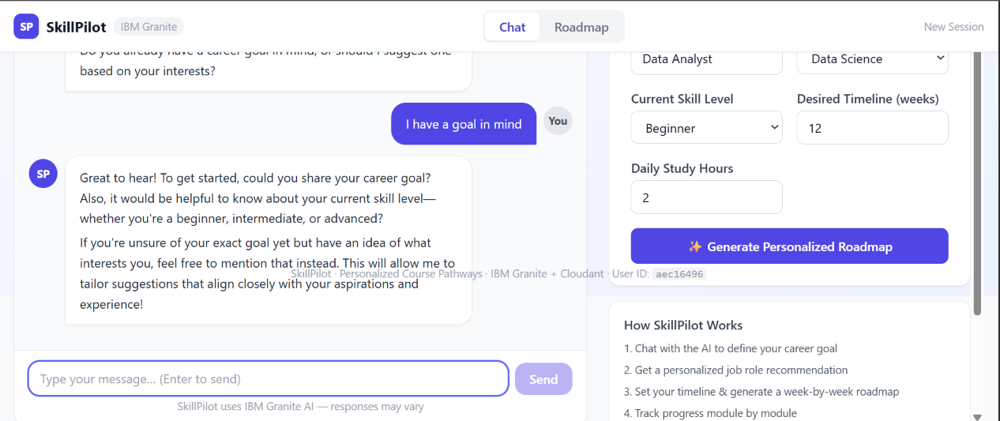 SP SkillPilot IBM Granite Chat Roadmap New Session
Do you already have a career goal in mind, or should I suggest one
based on your interests?
I have a goal in mind
You
SP
Great to hear! To get started, could you share your career goal?
Also, it would be helpful to know about your current skill level—
whether you're a beginner, intermediate, or advanced?
If you’re unsure of your exact goal yet but have an idea of what
interests you, feel free to mention that instead. This will allow me to
tailor suggestions that align closely with your aspirations and
experience!
SkillPilot · Personalized Course Pathways · IBM Granite + Cloudant · User ID: aec16496
Type your message... (Enter to send)
Send
SkillPilot uses IBM Granite AI — responses may vary
Data Analyst Data Science
Current Skill Level Desired Timeline (weeks)
Beginner 12
Daily Study Hours
2
✨ Generate Personalized Roadmap
How SkillPilot Works
1. Chat with the AI to define your career goal
2. Get a personalized job role recommendation
3. Set your timeline & generate a week-by-week roadmap
4. Track progress module by module